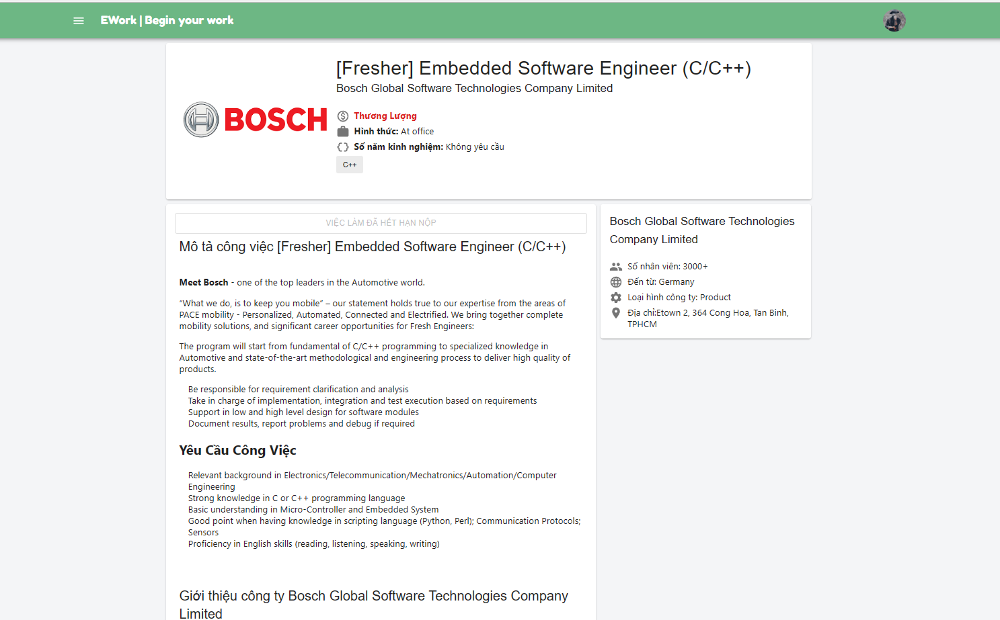 EWork | Begin your work
[Fresher] Embedded Software Engineer (C/C++)
Bosch Global Software Technologies Company Limited
BOSCH
Thương Lượng
Hình thức: At office
Số năm kinh nghiệm: Không yêu cầu
C++
VIỆC LÀM ĐÃ HẾT HẠN NỘP
Mô tả công việc [Fresher] Embedded Software Engineer (C/C++)
Meet Bosch - one of the top leaders in the Automotive world.
“What we do, is to keep you mobile” – our statement holds true to our expertise from the areas of
PACE mobility - Personalized, Automated, Connected and Electrified. We bring together complete
mobility solutions, and significant career opportunities for Fresh Engineers:
The program will start from fundamental of C/C++ programming to specialized knowledge in
Automotive and state-of-the-art methodological and engineering process to deliver high quality of
products.
Be responsible for requirement clarification and analysis
Take in charge of implementation, integration and test execution based on requirements
Support in low and high level design for software modules
Document results, report problems and debug if required
Yêu Cầu Công Việc
Relevant background in Electronics/Telecommunication/Mechatronics/Automation/Computer
Engineering
Strong knowledge in C or C++ programming language
Basic understanding in Micro-Controller and Embedded System
Good point when having knowledge in scripting language (Python, Perl); Communication Protocols;
Sensors
Proficiency in English skills (reading, listening, speaking, writing)
Giới thiệu công ty Bosch Global Software Technologies Company
Limited
Bosch Global Software Technologies
Company Limited
Số nhân viên: 3000+
Đến từ: Germany
Loại hình công ty: Product
Địa chỉ:Etown 2, 364 Cong Hoa, Tan Binh,
TPHCM